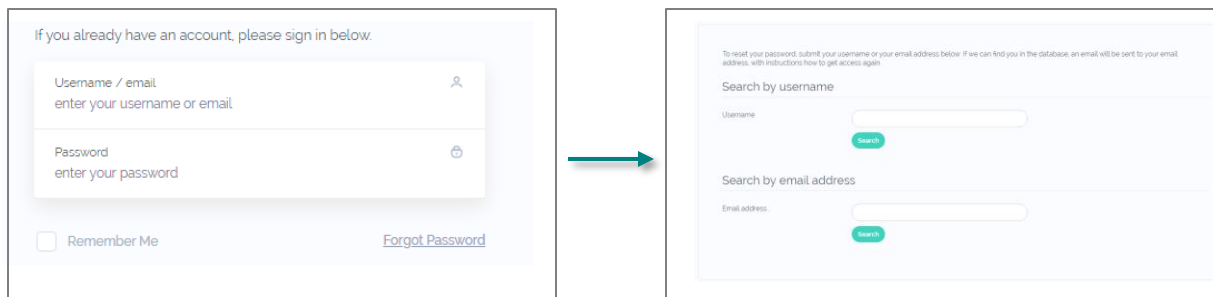 If you already have an account, please sign in below.
Username / email
enter your username or email
Password
enter your password
Remember Me
Forgot Password
To reset your password, submit your username or your email address below. If we can find you in the database, an email will be sent to your email
address, with instructions how to get access again.
Search by username
Username
Search
Search by email address
Email address
Search